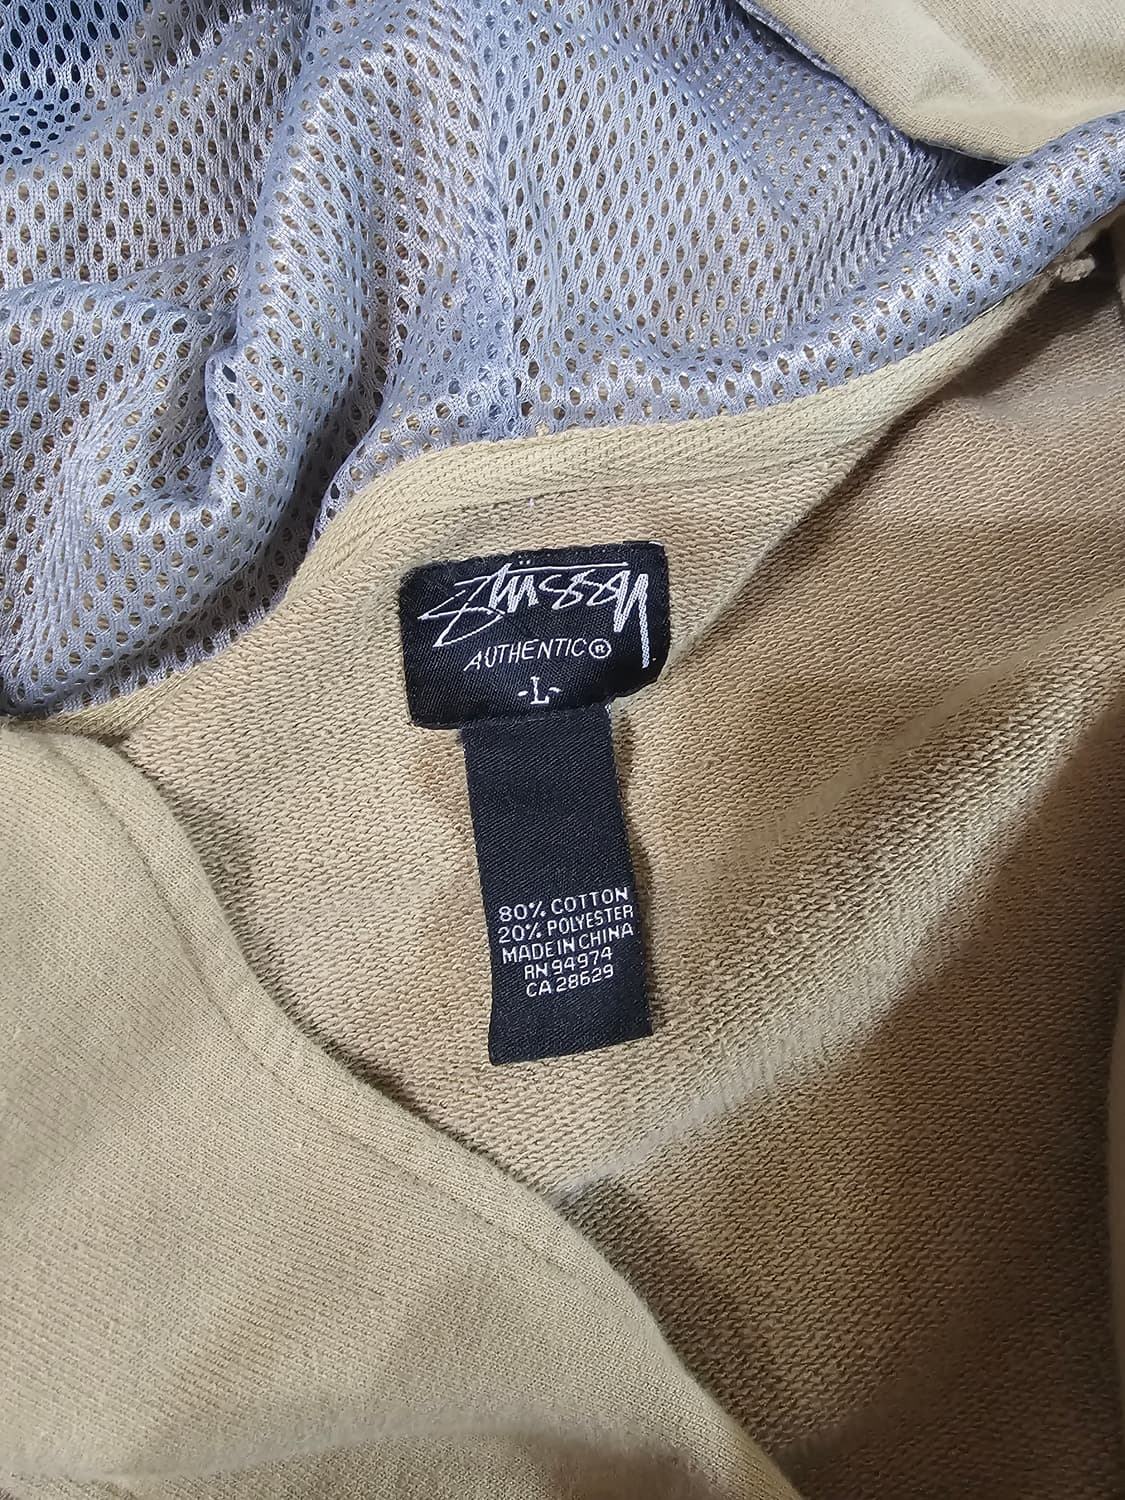 Stüssy
AUTHENTIC®
-L-
80% COTTON
20% POLYESTER
MADE IN CHINA
RN 94974
CA 28629